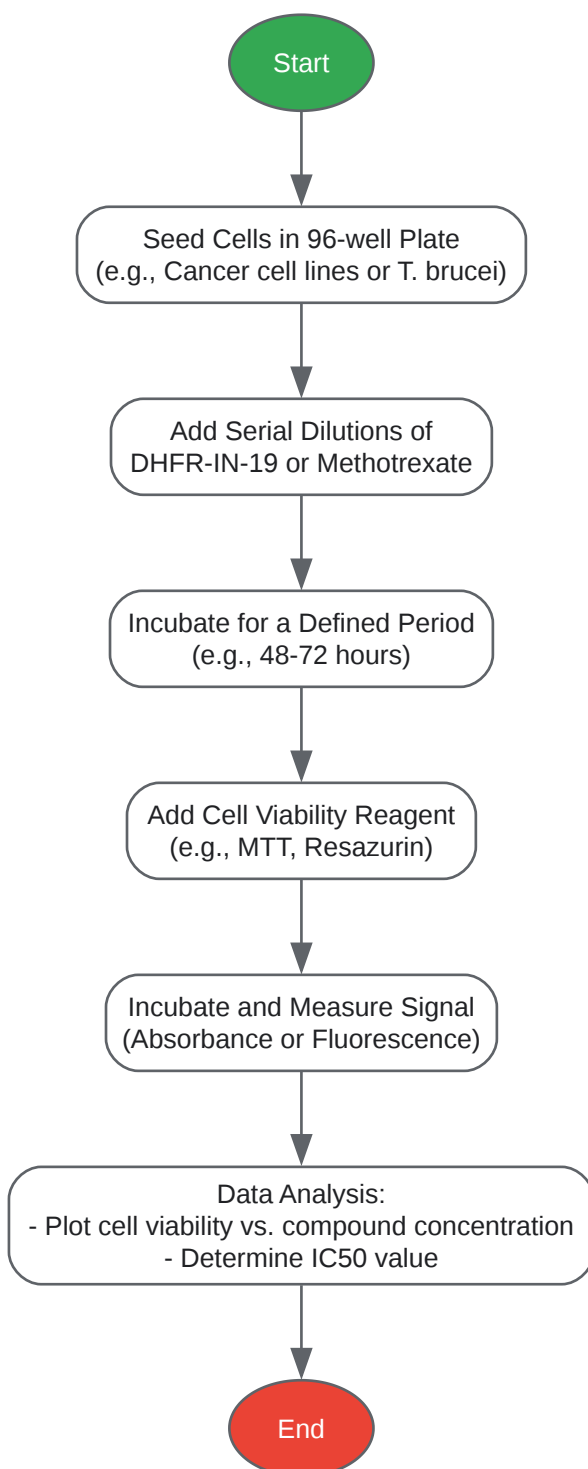 Start
Seed Cells in 96-well Plate
(e.g., Cancer cell lines or T. brucei)
Add Serial Dilutions of
DHFR-IN-19 or Methotrexate
Incubate for a Defined Period
(e.g., 48-72 hours)
Add Cell Viability Reagent
(e.g., MTT, Resazurin)
Incubate and Measure Signal
(Absorbance or Fluorescence)
Data Analysis:
- Plot cell viability vs. compound concentration
- Determine IC50 value
End